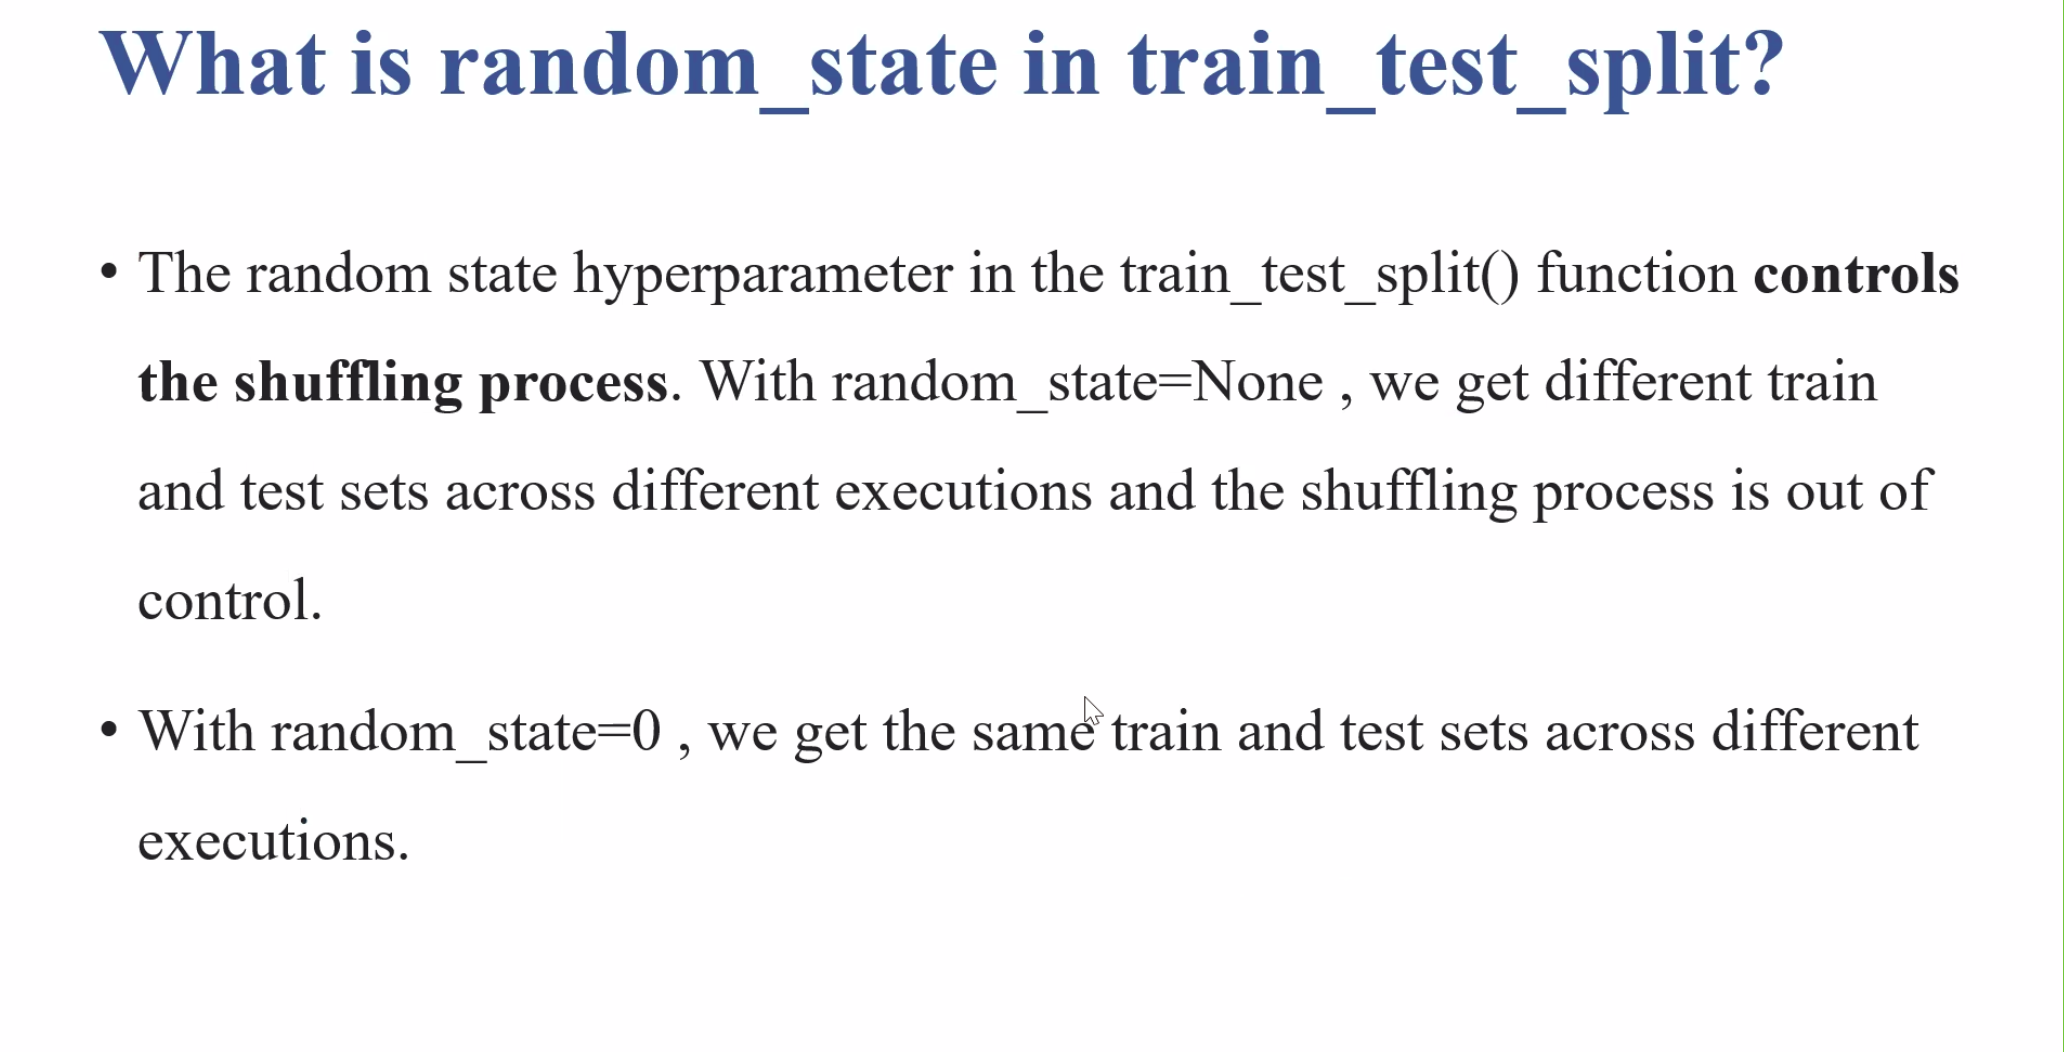 What is random_state in train_test_split?
• The random state hyperparameter in the train_test_split() function controls
the shuffling process. With random_state=None , we get different train
and test sets across different executions and the shuffling process is out of
control.
• With random_state=0 , we get the same train and test sets across different
executions.